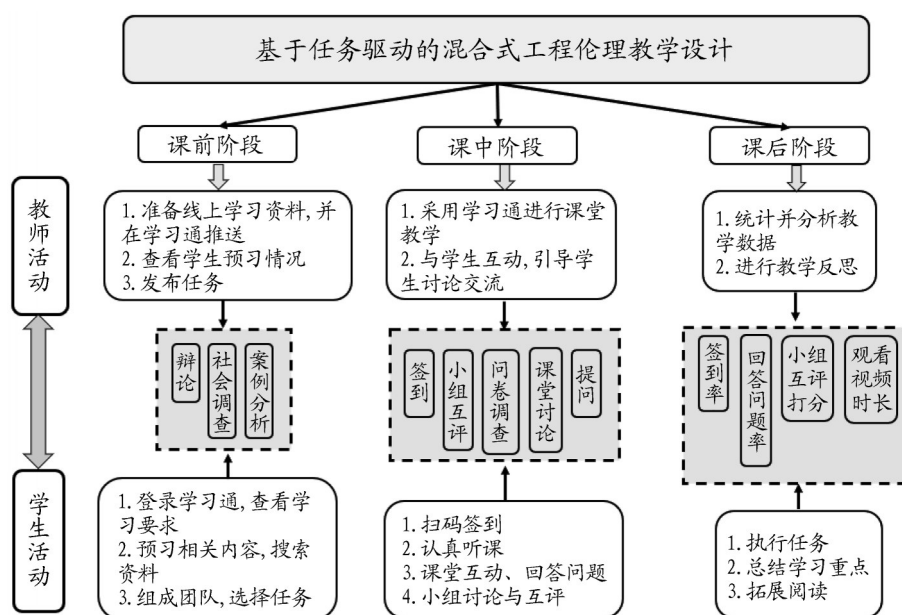 基于任务驱动的混合式工程伦理教学设计
课前阶段
课中阶段
课后阶段
教师活动
1. 准备线上学习资料, 并
在学习通推送
2. 查看学生预习情况
3. 发布任务
1. 采用学习通进行课堂
教学
2. 与学生互动, 引导学
生讨论交流
1. 统计并分析教
学数据
2. 进行教学反思
辩论
社会调查
案例分析
签到
小组互评
问卷调查
课堂讨论
提问
签到率
回答问题率
小组
互评
打分
观看
视频
时长
学生活动
1. 登录学习通, 查看学
习要求
2. 预习相关内容, 搜索
资料
3. 组成团队, 选择任务
1. 扫码签到
2. 认真听课
3. 课堂互动、回答问题
4. 小组讨论与互评
1. 执行任务
2. 总结学习重点
3. 拓展阅读